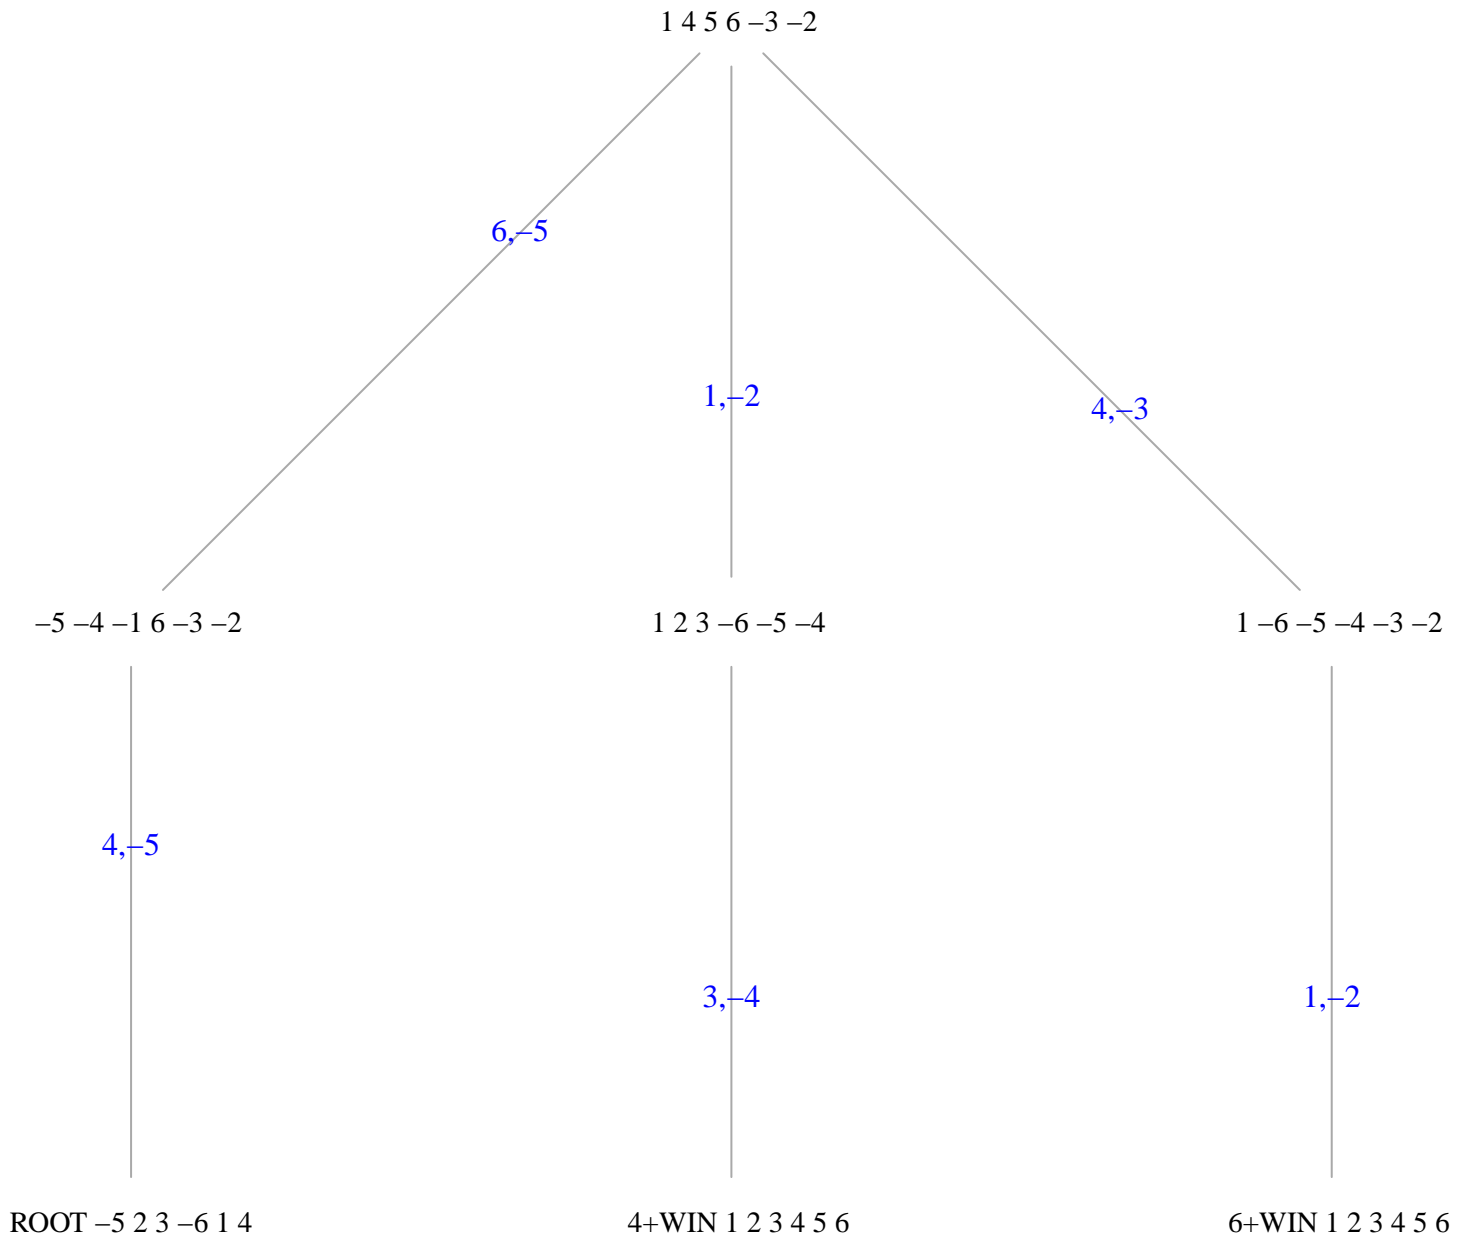 1 4 5 6 –3 –2
6,–5
1,–2
4,–3
–5 –4 –1 6 –3 –2
1 2 3 –6 –5 –4
1 –6 –5 –4 –3 –2
4,–5
3,–4
1,–2
ROOT –5 2 3 –6 1 4
4+WIN 1 2 3 4 5 6
6+WIN 1 2 3 4 5 6